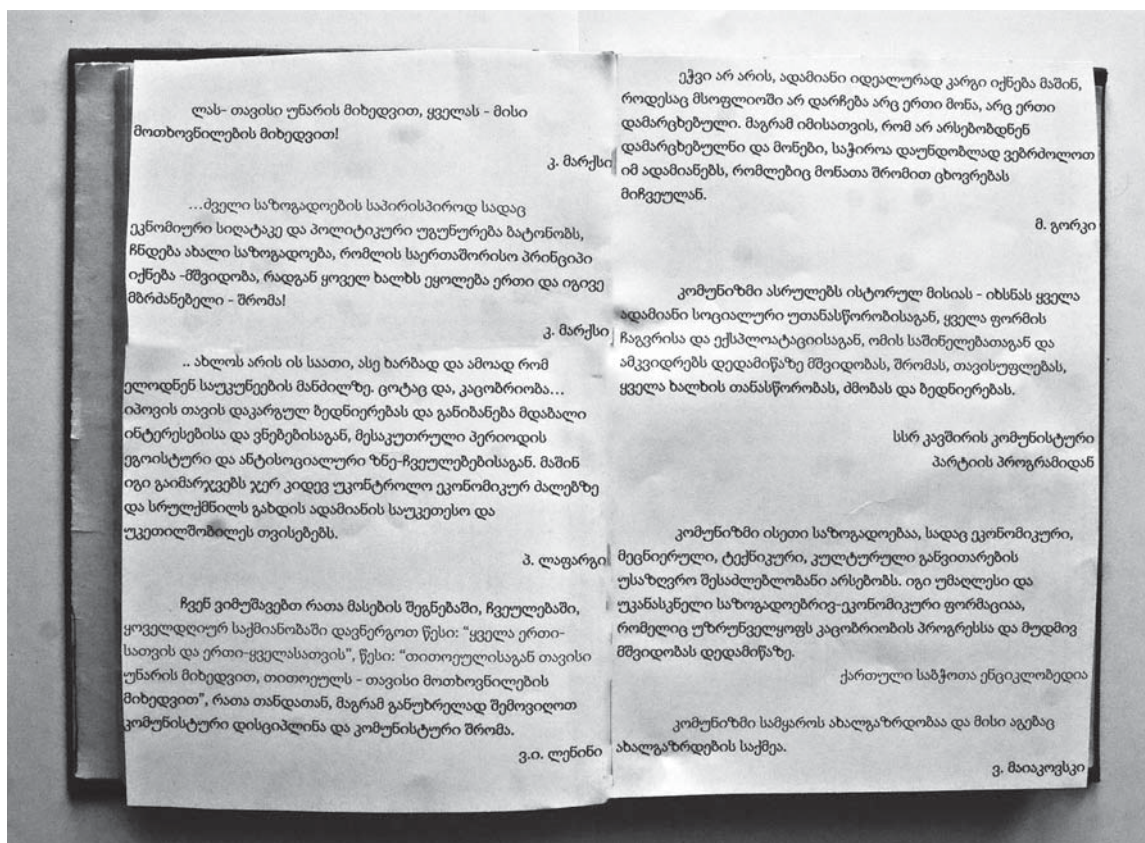 ლას- თავისი უნარის მიხედვით, ყველას - მისი
მოთხოვნილების მიხედვით!
კ. მარქსი
...ძველი საზოგადოების საპირისპიროდ სადაც
ეკნომიური სიღატაკე და პოლიტიკური უგუნურება ბატონობს,
ჩნდება ახალი საზოგადოება, რომლის საერთაშორისო პრინციპი
იქნება -მშვიდობა, რადგან ყოველ ხალხს ეყოლება ერთი და იგივე
მბრძანებელი - შრომა!
კ. მარქსი
.. ახლოს არის ის საათი, ასე ხარბად და ამოად რომ
ელოდნენ საუკუნეების მანძილზე. ცოტაც და, კაცობრიობა...
იპოვის თავის დაკარგულ ბედნიერებას და განიბანება მდაბალი
ინტერესებისა და ვნებებისაგან, მესაკუთრული პერიოდის
ეგოისტური და ანტისოციალური ზნე-ჩვეულებებისაგან. მაშინ
იგი გაიმარჯვებს ჯერ კიდევ უკონტროლო ეკონომიკურ ძალებზე
და სრულქმნილს გახდის ადამიანის საუკეთესო და
უკეთილშობილეს თვისებებს.
პ. ლაფარგი
ჩვენ ვიმუშავებთ რათა მასების შეგნებაში, ჩვეულებაში,
ყოველდღიურ საქმიანობაში დავნერგოთ წესი: “ყველა ერთი-
სათვის და ერთი-ყველასათვის”, წესი: “თითოეულისაგან თავისი
უნარის მიხედვით, თითოეულს - თავისი მოთხოვნილების
მიხედვით”, რათა თანდათან, მაგრამ განუხრელად შემოვიღოთ
კომუნისტური დისციპლინა და კომუნისტური შრომა.
ვ.ი. ლენინი
ეჭვი არ არის, ადამიანი იდეალურად კარგი იქნება მაშინ,
როდესაც მსოფლიოში არ დარჩება არც ერთი მონა, არც ერთი
დამარცხებული. მაგრამ იმისათვის, რომ არ არსებობდნენ
დამარცხებულნი და მონები, საჭიროა დაუნდობლად ვებრძოლოთ
იმ ადამიანებს, რომლებიც მონათა შრომით ცხოვრებას
მიჩვეულან.
მ. გორკი
კომუნიზმი ასრულებს ისტორულ მისიას - იხსნას ყველა
ადამიანი სოციალური უთანასწორობისაგან, ყველა ფორმის
ჩაგვრისა და ექსპლოატაციისაგან, ომის საშინელებათაგან და
ამკვიდრებს დედამიწაზე მშვიდობას, შრომას, თავისუფლებას,
ყველა ხალხის თანასწორობას, ძმობას და ბედნიერებას.
სსრ კავშირის კომუნისტური
პარტიის პროგრამიდან
კომუნიზმი ისეთი საზოგადოებაა, სადაც ეკონომიკური,
მეცნიერული, ტექნიკური, კულტურული განვითარების
უსაზღვრო შესაძლებლობანი არსებობს. იგი უმაღლესი და
უკანასკნელი საზოგადოებრივ-ეკონომიკური ფორმაციაა,
რომელიც უზრუნველყოფს კაცობრიობის პროგრესსა და მუდმივ
მშვიდობას დედამიწაზე.
ქართული საბჭოთა ენციკლობედია
კომუნიზმი სამყაროს ახალგაზრდობაა და მისი აგებაც
ახალგაზრდების საქმეა.
ვ. მაიაკოვსკი